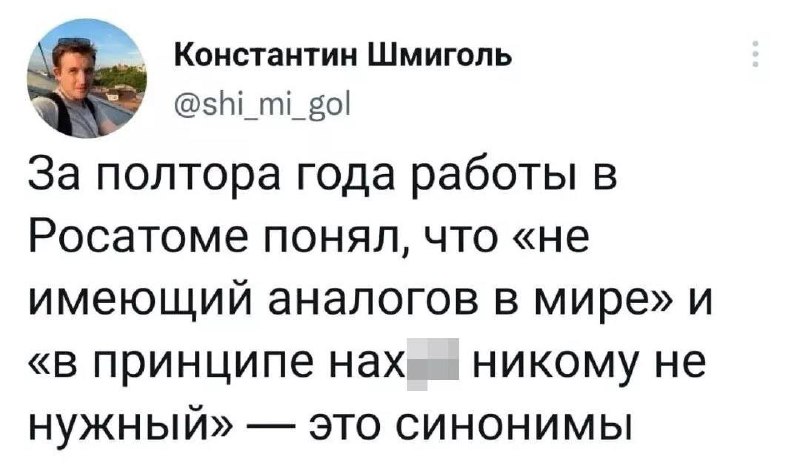 Константин Шмиголь
@shi_mi_gol
За полтора года работы в
Росатоме понял, что «не
имеющий аналогов в мире» и
«в принципе нах никому не
нужный» — это синонимы